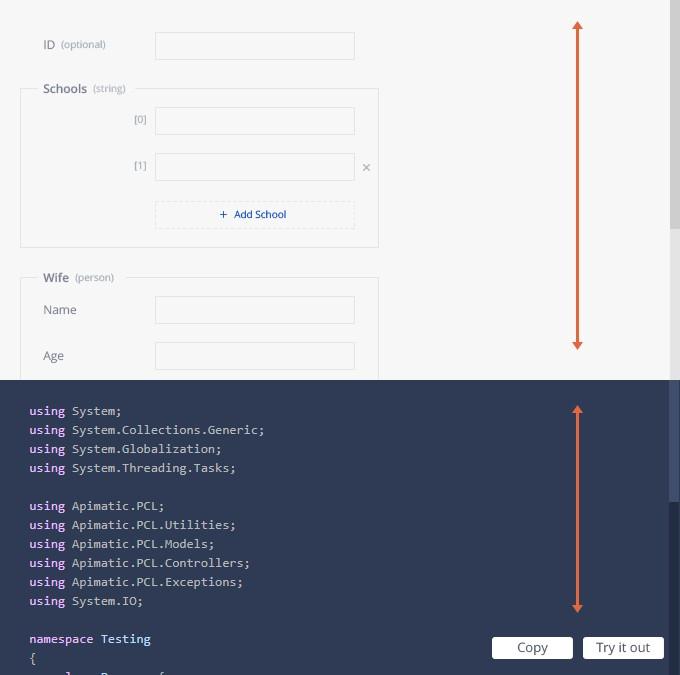 ID (optional)
Schools (string)
[0]
[1] ×
+ Add School
Wife (person)
Name
Age
using System;
using System.Collections.Generic;
using System.Globalization;
using System.Threading.Tasks;
using Apimatic.PCL;
using Apimatic.PCL.Utilities;
using Apimatic.PCL.Models;
using Apimatic.PCL.Controllers;
using Apimatic.PCL.Exceptions;
using System.IO;
namespace Testing
{
Copy Try it out